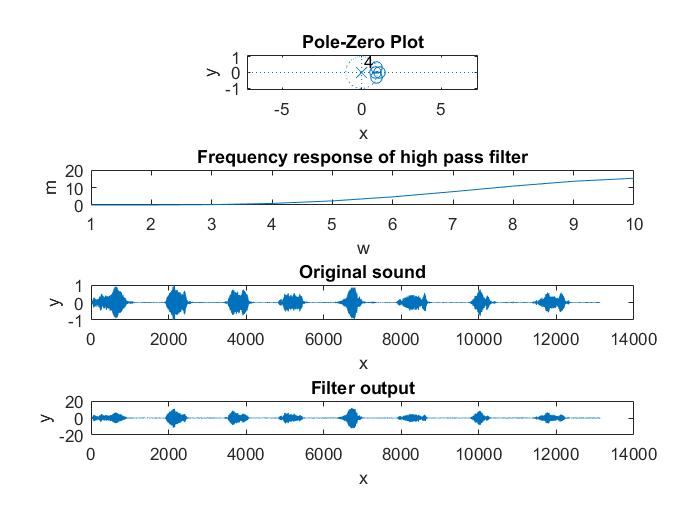 Pole-Zero Plot
1
0
-1
y
4
-5 0 5
x
Frequency response of high pass filter
20
10
0
m
1 2 3 4 5 6 7 8 9 10
w
Original sound
1
0
-1
y
0 2000 4000 6000 8000 10000 12000 14000
x
Filter output
20
0
-20
y
0 2000 4000 6000 8000 10000 12000 14000
x